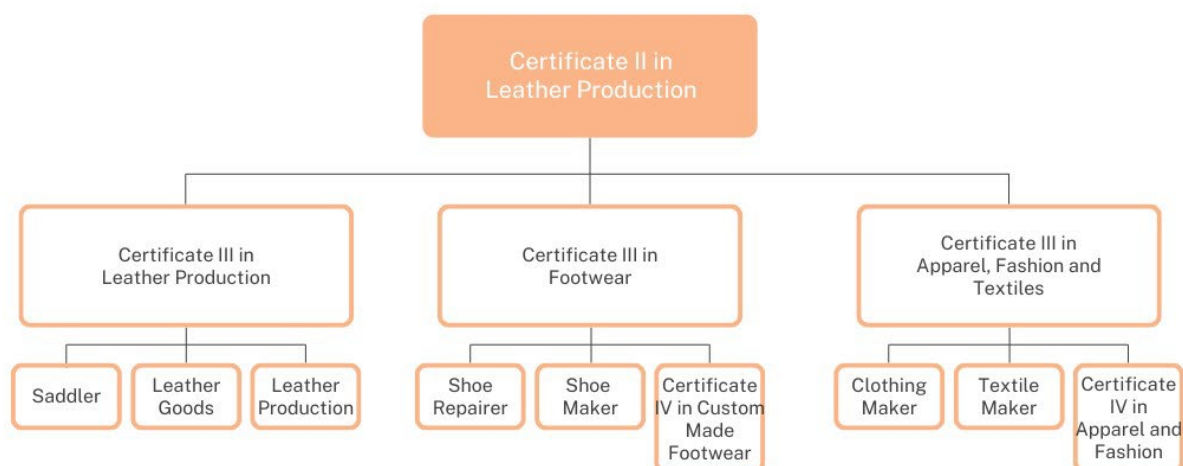 Certificate II in
Leather Production
Certificate III in
Leather Production
Certificate III in
Footwear
Certificate III in
Apparel, Fashion and
Textiles
Saddler
Leather
Goods
Leather
Production
Shoe
Repairer
Shoe
Maker
Certificate
IV in Custom
Made
Footwear
Clothing
Maker
Textile
Maker
Certificate
IV in
Apparel and
Fashion